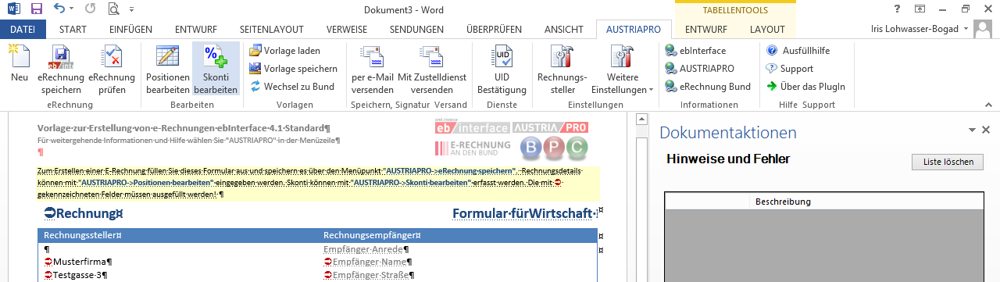 Dokument3 - Word
TABELLENTOOLS
DATEI START EINFÜGEN ENTWURF SEITENLAYOUT VERWEISE SENDUNGEN ÜBERPRÜFEN ANSICHT AUSTRIAPRO ENTWURF LAYOUT Iris Lohwasser-Bogad
Neu
eRechnung speichern
eRechnung prüfen
eRechnung
Positionen bearbeiten
Skonti bearbeiten
Bearbeiten
Vorlage laden
Vorlage speichern
Wechsel zu Bund
Vorlagen
per e-Mail versenden
Mit Zustelldienst versenden
Speichern, Signatur Versand
UID Bestätigung
Dienste
Rechnungs-
steller
Weitere Einstellungen
Einstellungen
ebInterface
AUSTRIAPRO
eRechnung Bund
Informationen
Ausfüllhilfe
Support
Über das PlugIn
Hilfe Support
Vorlage·zur·Erstellung·von·e-Rechnungen·ebInterface·4.1·Standard¶
Für·weitergehende·Informationen·und·Hilfe·wählen·Sie·"AUSTRIAPRO"·in·der·Menüzeile¶
¶
eb/interface AUSTRIA/PRO
E-RECHNUNG
AN DEN BUND
B P C
Zum·Erstellen·einer·E-Rechnung·füllen·Sie·dieses·Formular·aus·und·speichern·es·über·den·Menüpunkt·"AUSTRIAPRO->eRechnung·speichern".·Rechnungsdetails·
können·mit·"AUSTRIAPRO->Positionen·bearbeiten"·eingegeben·werden.·Skonti·können·mit·"AUSTRIAPRO->Skonti·bearbeiten"·erfasst·werden.·Die·mit·
gekennzeichneten·Felder·müssen·ausgefüllt·werden!·¶
Rechnung¤ Formular·fürWirtschaft·
Rechnungssteller¤ Rechnungsempfänger¤
¶ Empfänger·Anrede¶
Musterfirma¶ Empfänger·Name¶
Testgasse·3¶ Empfänger·Straße¶
Dokumentaktionen
Hinweise und Fehler
Liste löschen
Beschreibung